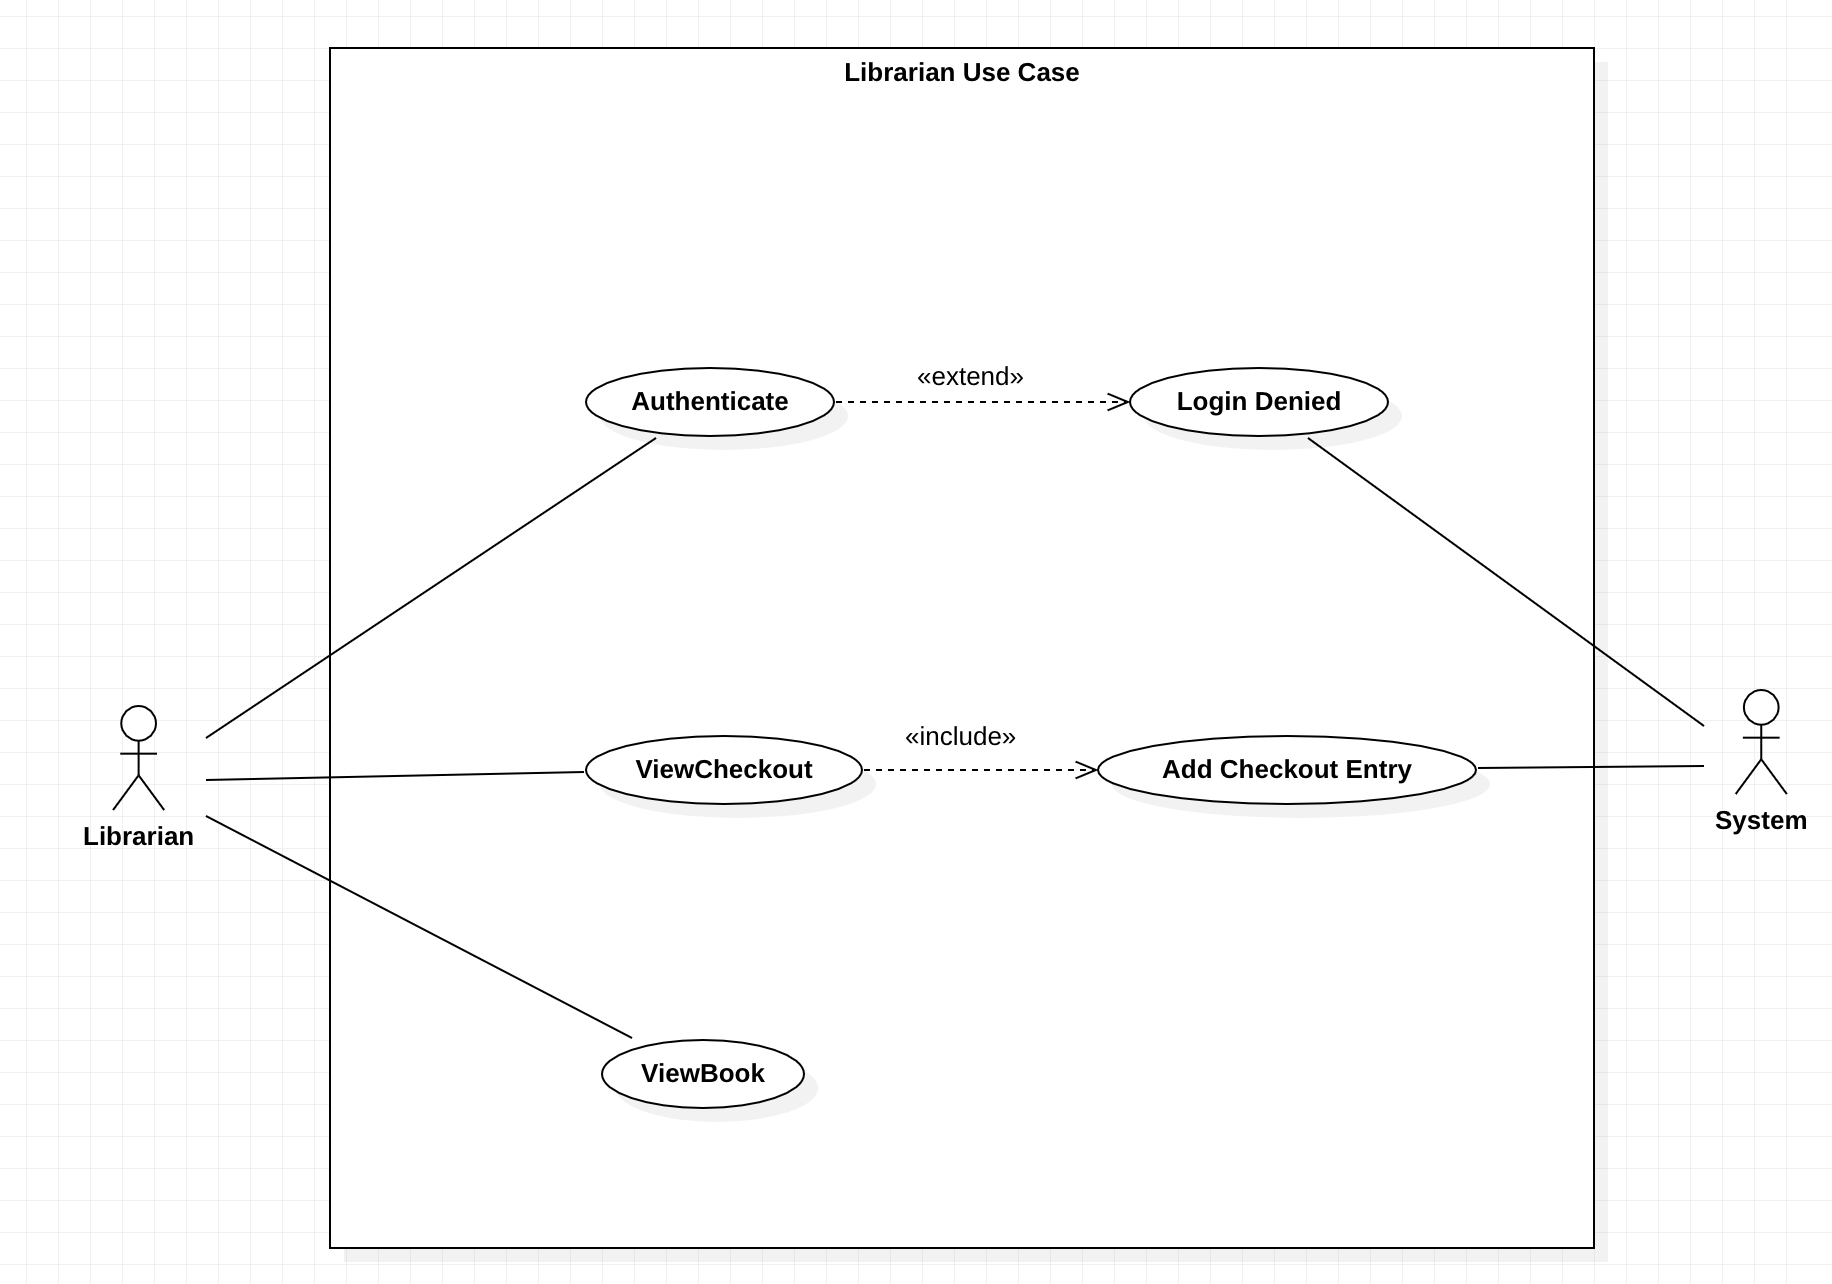 Librarian Use Case
«extend»
Authenticate
Login Denied
«include»
ViewCheckout
Add Checkout Entry
System
Librarian
ViewBook